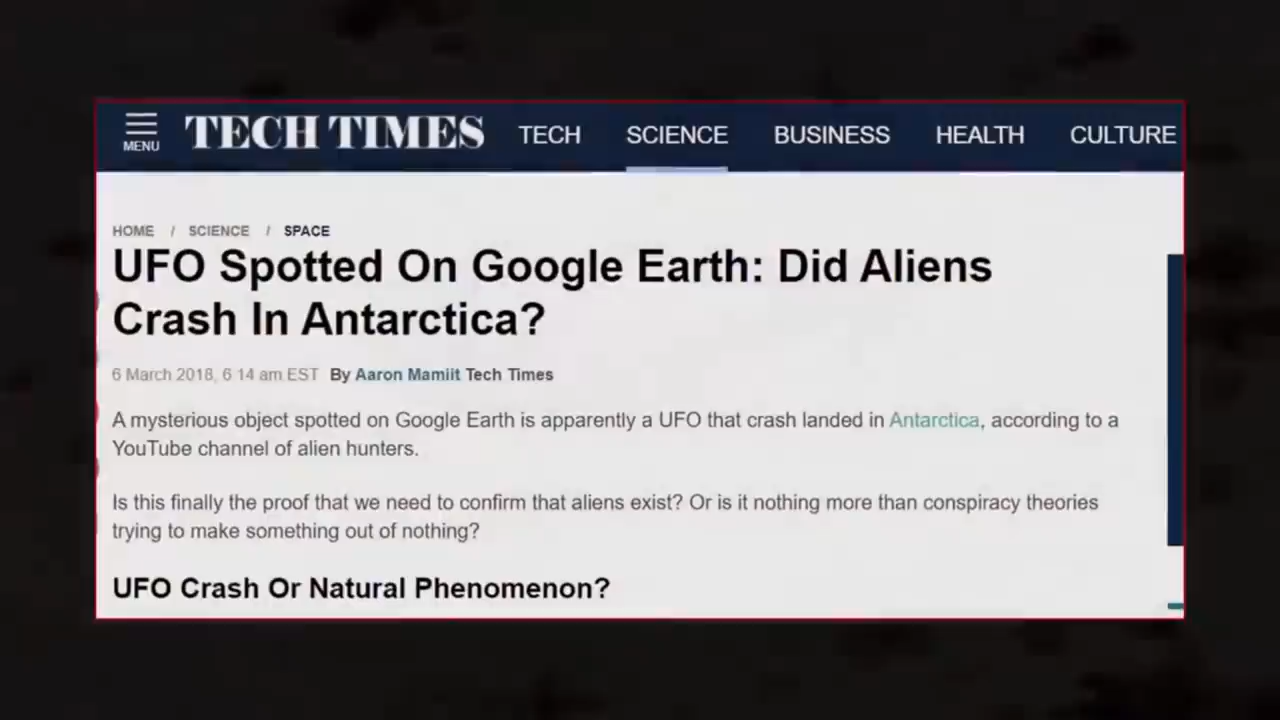 MENU
TECH TIMES
TECH
SCIENCE
BUSINESS
HEALTH
CULTURE
HOME / SCIENCE / SPACE
UFO Spotted On Google Earth: Did Aliens
Crash In Antarctica?
6 March 2018, 6:14 am EST By Aaron Mamiit Tech Times
A mysterious object spotted on Google Earth is apparently a UFO that crash landed in Antarctica, according to a
YouTube channel of alien hunters.
Is this finally the proof that we need to confirm that aliens exist? Or is it nothing more than conspiracy theories
trying to make something out of nothing?
UFO Crash Or Natural Phenomenon?